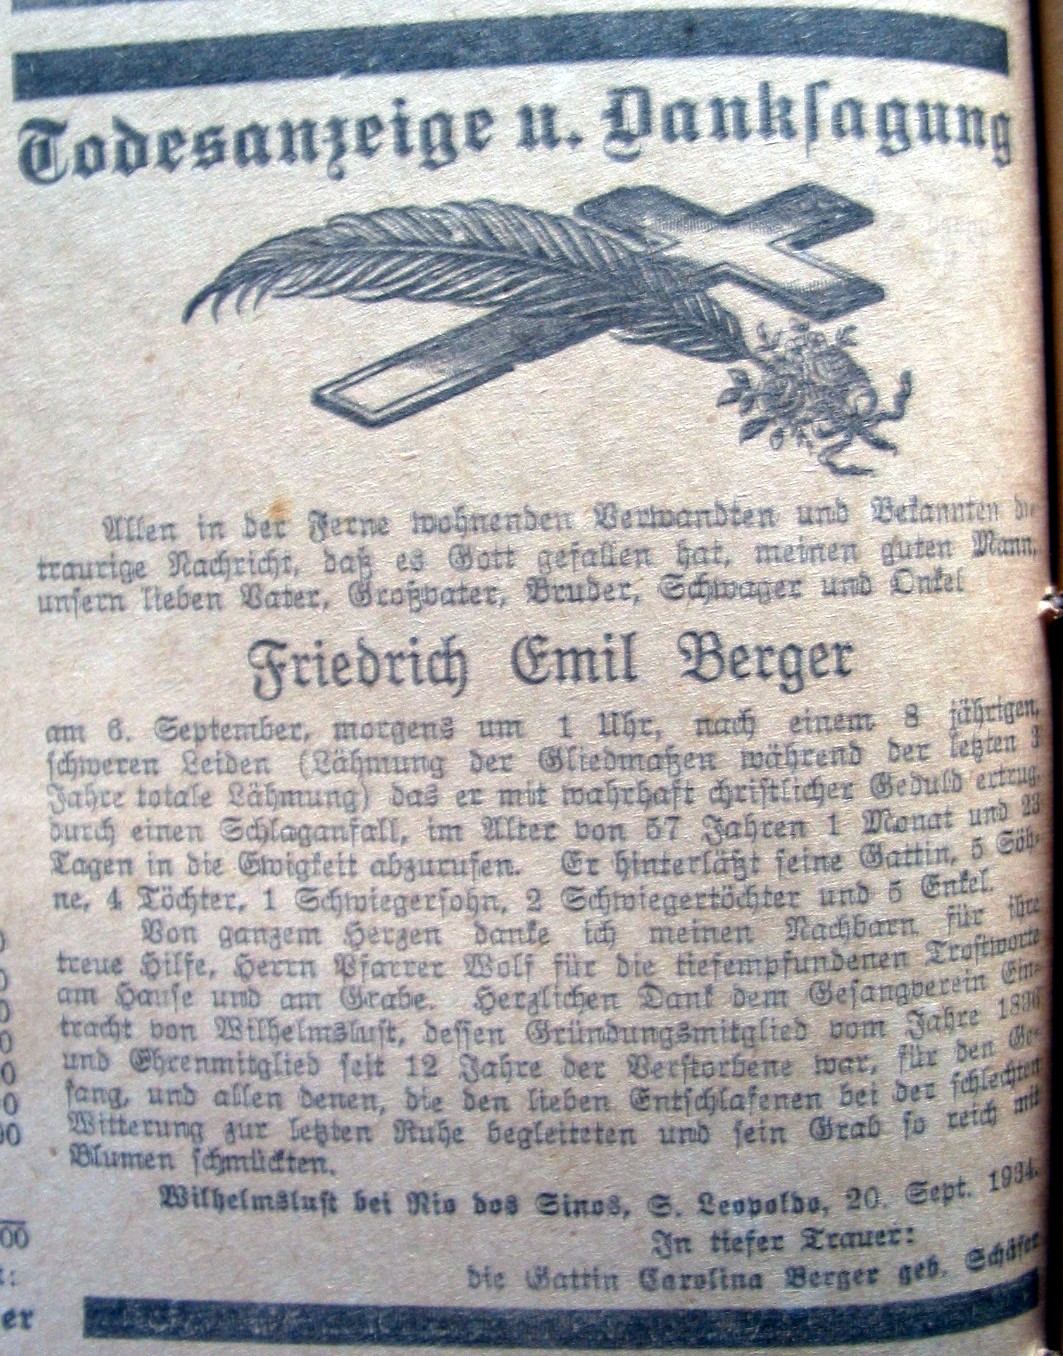 Todesanzeige u. Danksagung
Allen in der Ferne wohnenden Verwandten und Bekannten die
traurige Nachricht, daß es Gott gefallen hat, meinen guten Mann,
unsern lieben Vater, Großvater, Bruder, Schwager und Onkel
Friedrich Emil Berger
am 6. September, morgens um 1 Uhr, nach einem 8 jährigen,
schweren Leiden (Lähmung der Gliedmaßen während der letzten 3
Jahre totale Lähmung) das er mit wahrhaft christlicher Geduld ertrug,
durch einen Schlaganfall, im Alter von 57 Jahren 1 Monat und 23
Tagen in die Ewigkeit abzurufen. Er hinterläßt seine Gattin, 5 Söh-
ne, 4 Töchter, 1 Schwiegersohn, 2 Schwiegertöchter und 5 Enkel.
Von ganzem Herzen danke ich meinen Nachbarn für ihre
treue Hilfe, Herrn Pfarrer Wolf für die tiefempfundenen Trostworte
am Hause und am Grabe. Herzlichen Dank dem Gesangverein Ein-
tracht von Wilhelmslust, dessen Gründungsmitglied vom Jahre
und Ehrenmitglied seit 12 Jahre der Verstorbene war, für den Ge-
sang, und allen denen, die den lieben Entschlafenen bei der schlechten
Witterung zur letzten Ruhe begleiteten und sein Grab so reich mit
Blumen schmückten.
Wilhelmslust bei Rio dos Sinos, S. Leopoldo, 20. Sept. 1934.
In tiefer Trauer:
die Gattin Carolina Berger geb. Schäfer
er